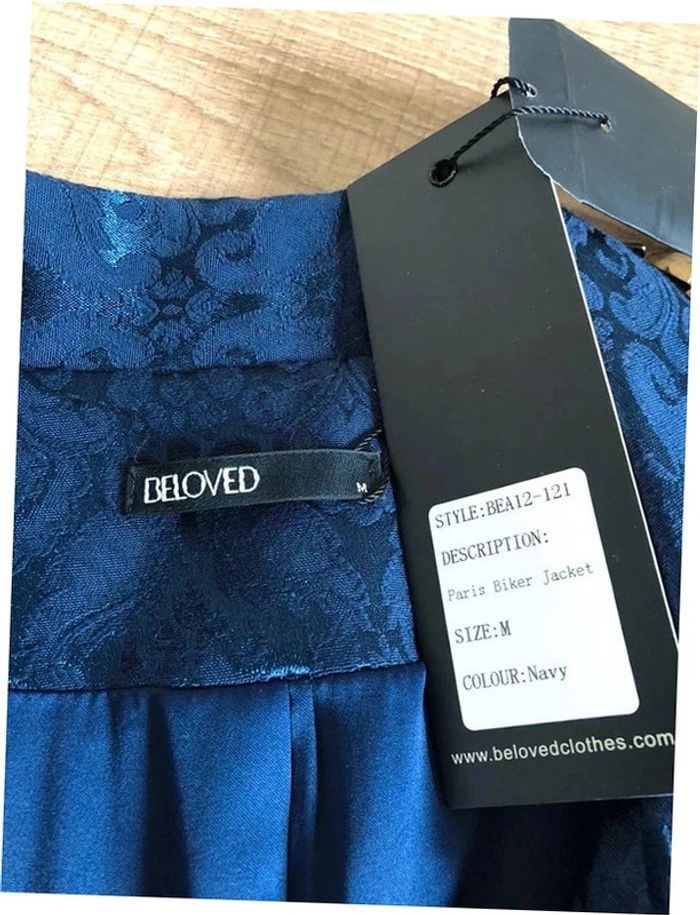 BELOVED
M
STYLE:BEA12-121
DESCRIPTION:
Paris Biker Jacket
SIZE:M
COLOUR:Navy
www.belovedclothes.com